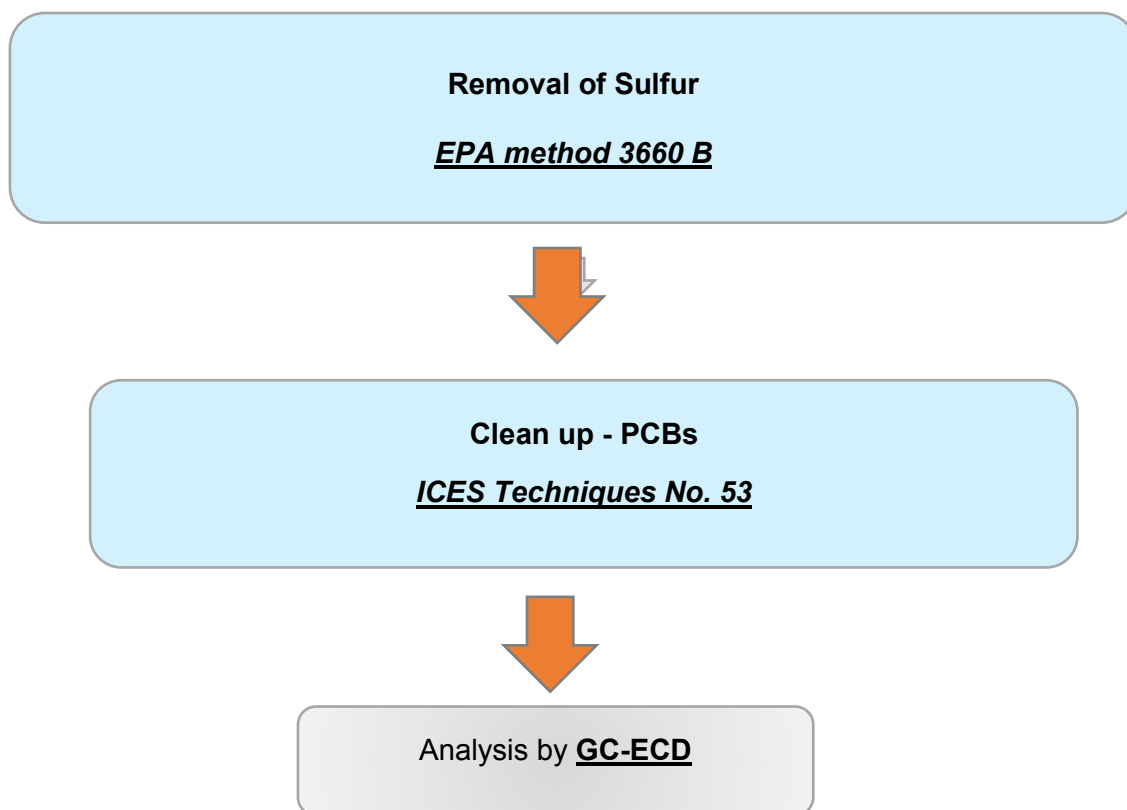 Removal of Sulfur
EPA method 3660 B
Clean up - PCBs
ICES Techniques No. 53
Analysis by GC-ECD